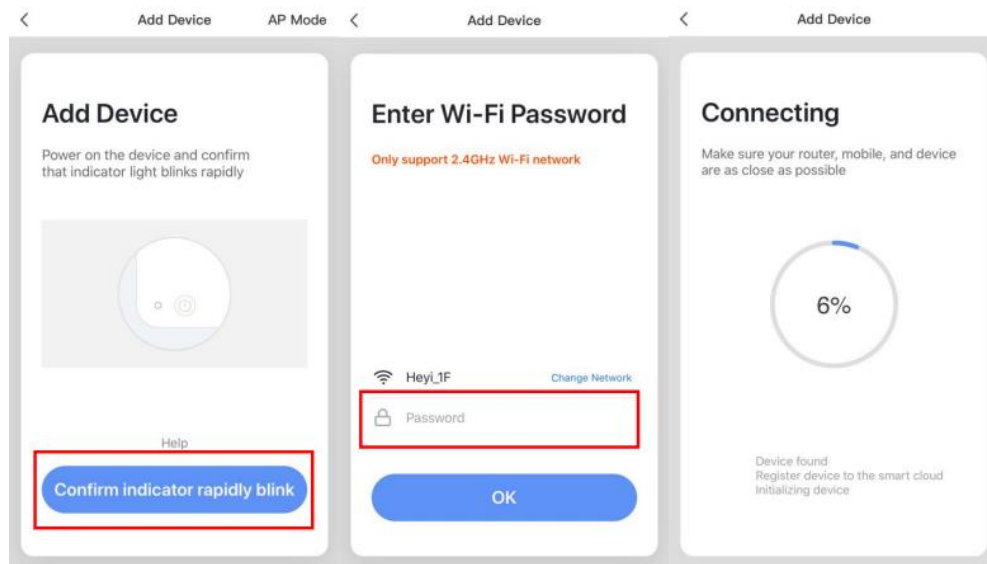 Add Device
AP Mode
Add Device
Power on the device and confirm
that indicator light blinks rapidly
Help
Confirm indicator rapidly blink
Add Device
Enter Wi-Fi Password
Only support 2.4GHz Wi-Fi network
Heyi_1F
Change Network
Password
OK
Add Device
Connecting
Make sure your router, mobile, and device
are as close as possible
6%
Device found
Register device to the smart cloud
Initializing device